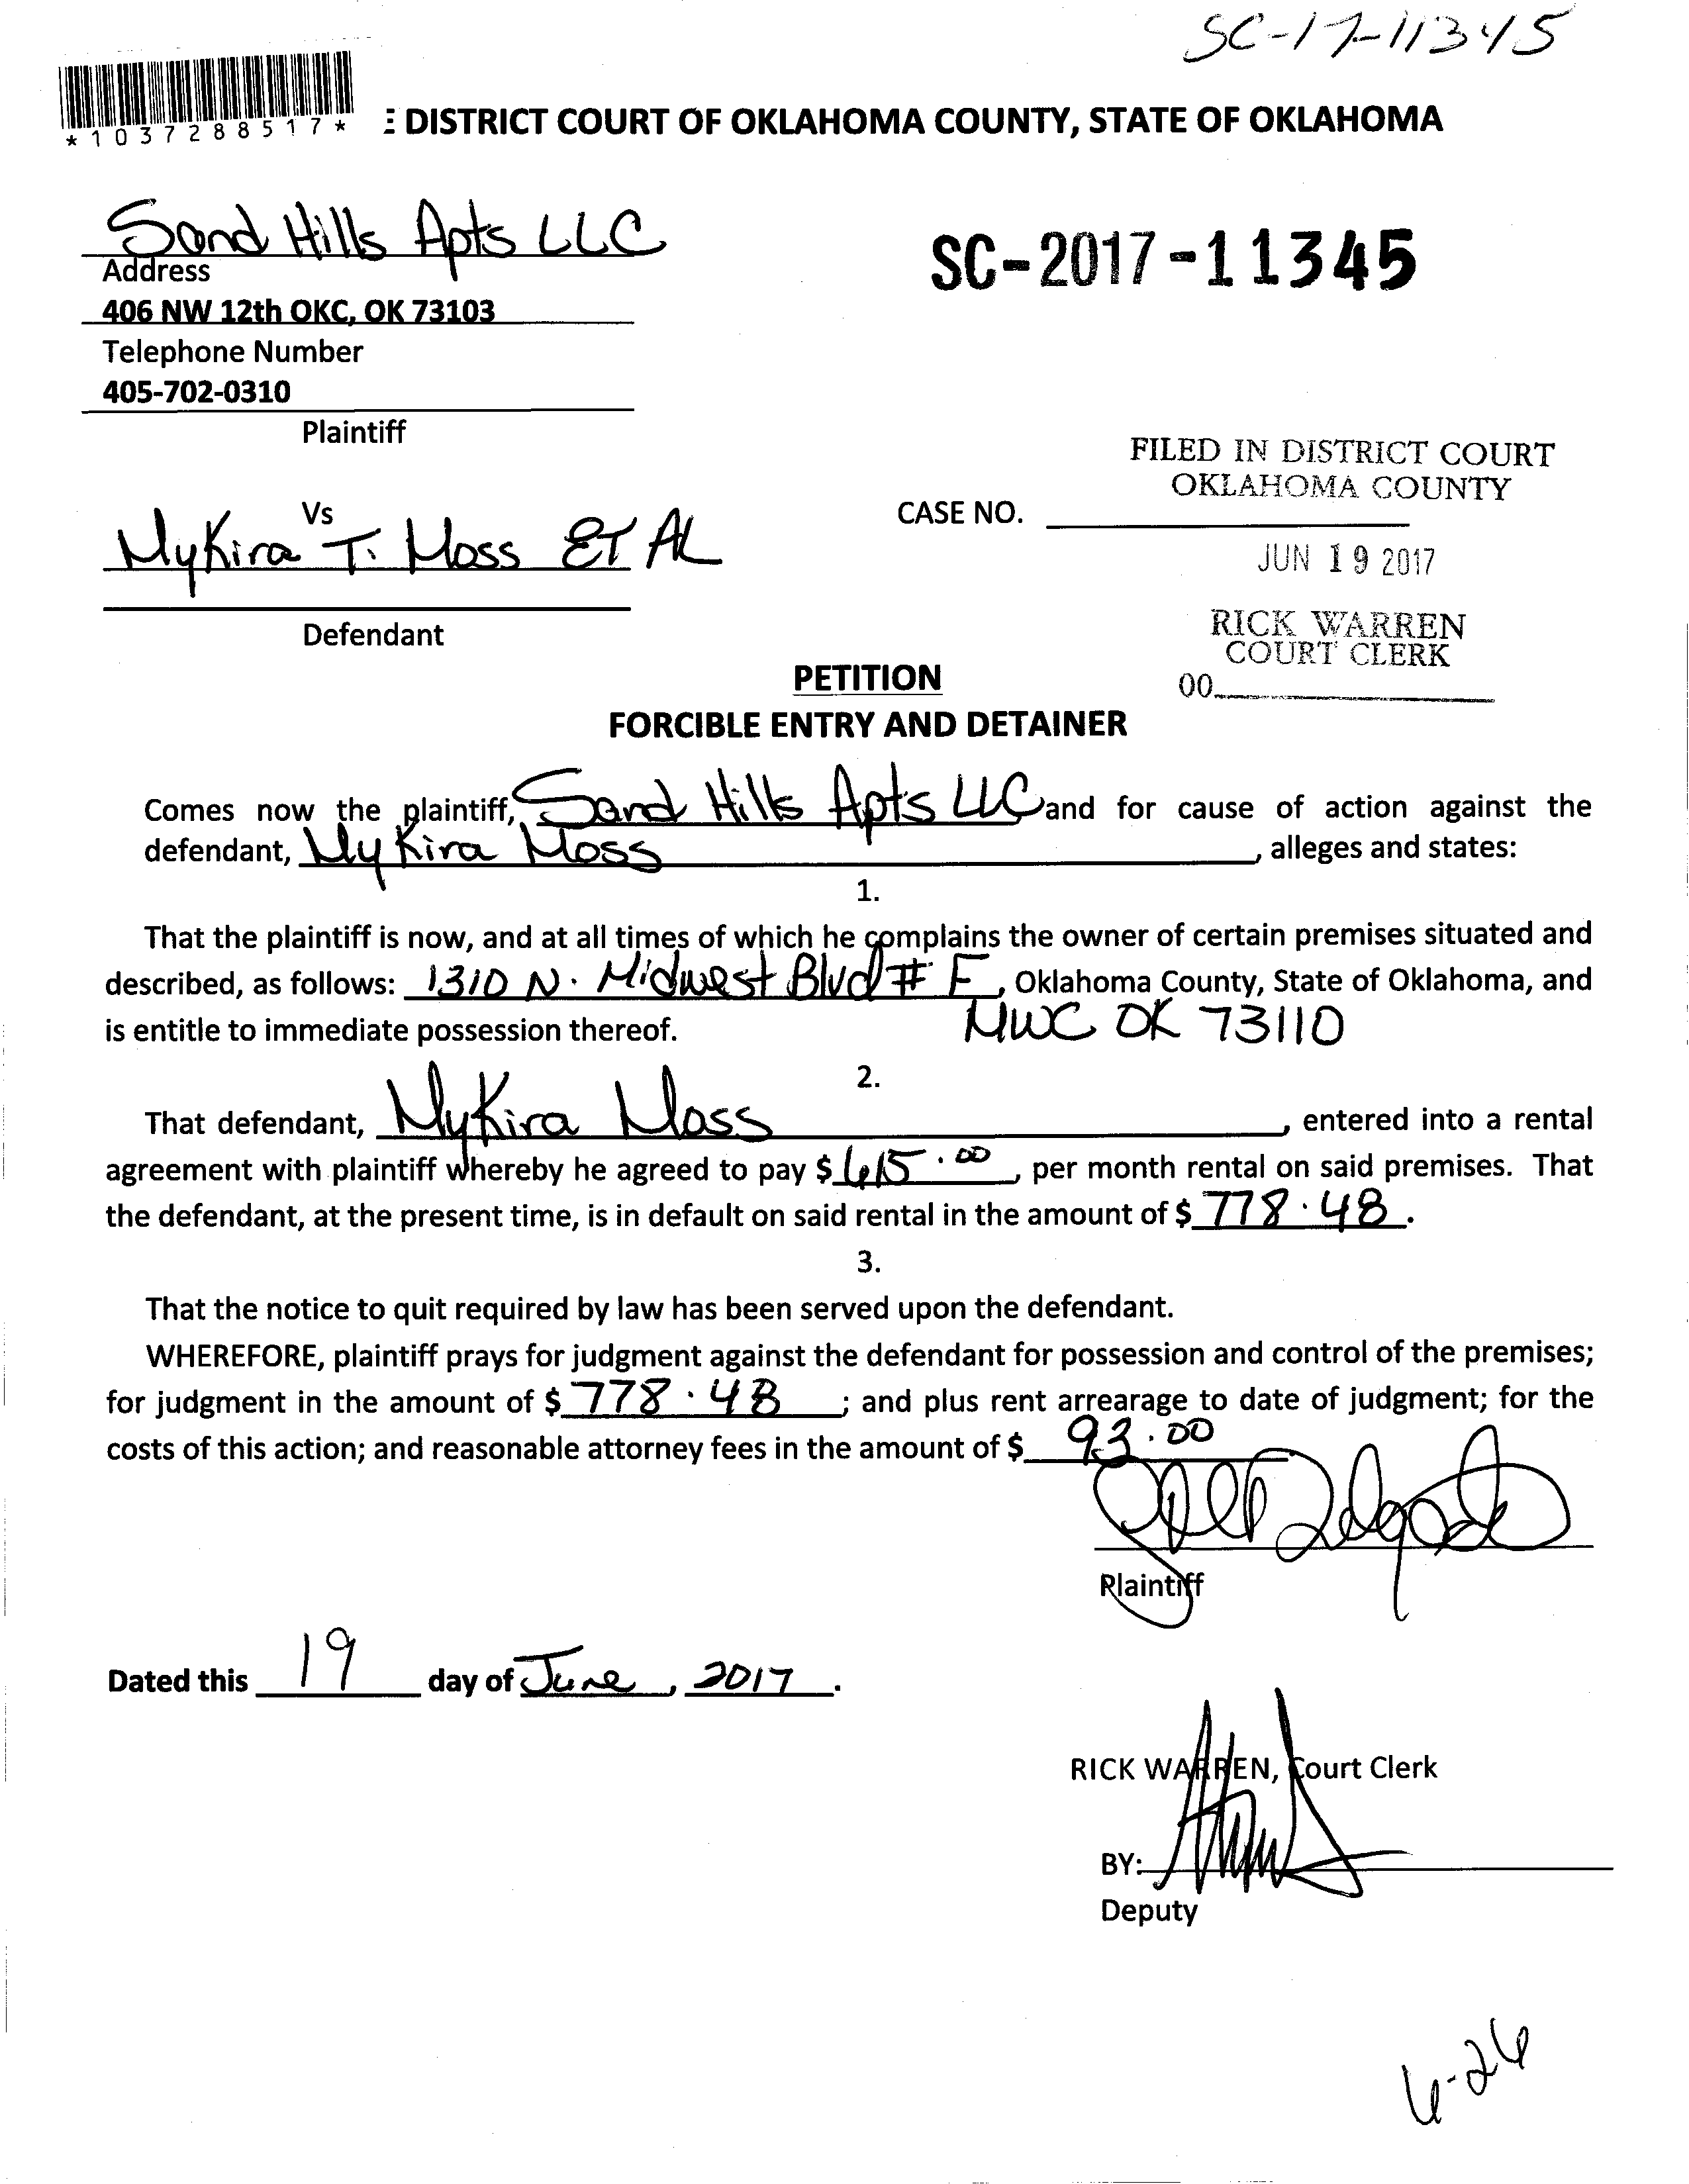 SC-17-11345
*1037288517*
E DISTRICT COURT OF OKLAHOMA COUNTY, STATE OF OKLAHOMA
Sand Hills Apts LLC
Address
406 NW 12th OKC, OK 73103
SC-2017-11345
Telephone Number
405-702-0310
Plaintiff
FILED IN DISTRICT COURT
OKLAHOMA COUNTY
Vs
CASE NO.
MyKira T. Moss ET AL
JUN 19 2017
Defendant
RICK WARREN
COURT CLERK
00
PETITION
FORCIBLE ENTRY AND DETAINER
Comes now the plaintiff, Sand Hills Apts LLC and for cause of action against the
defendant, MyKira Moss, alleges and states:
1.
That the plaintiff is now, and at all times of which he complains the owner of certain premises situated and
described, as follows: 1310 N. Midwest Blvd # F, Oklahoma County, State of Oklahoma, and
is entitle to immediate possession thereof. MWC OK 73110
2.
That defendant, MyKira Moss, entered into a rental
agreement with plaintiff whereby he agreed to pay $ 615.00, per month rental on said premises. That
the defendant, at the present time, is in default on said rental in the amount of $ 778.48.
3.
That the notice to quit required by law has been served upon the defendant.
WHEREFORE, plaintiff prays for judgment against the defendant for possession and control of the premises;
for judgment in the amount of $ 778.48; and plus rent arrearage to date of judgment; for the
costs of this action; and reasonable attorney fees in the amount of $ 93.00
Plaintiff
Dated this 19 day of June, 2017.
RICK WARREN, Court Clerk
BY:
Deputy
6-26